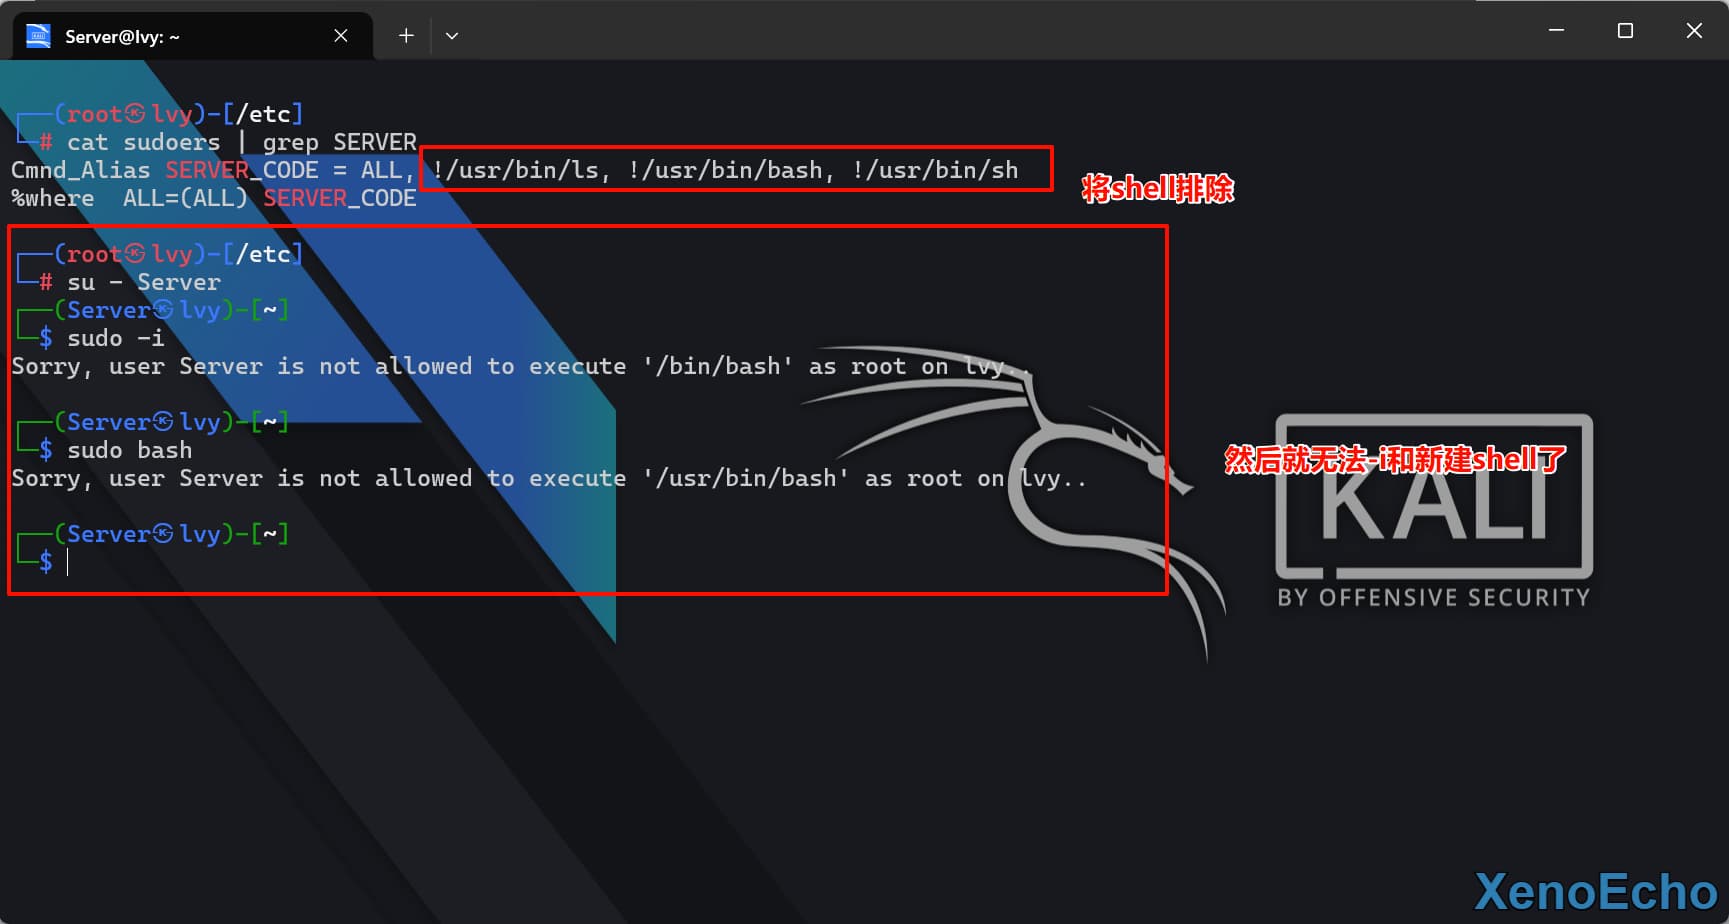 Server@lvy: ~
┌──(root㉿lvy)-[/etc]
└─# cat sudoers | grep SERVER
Cmnd_Alias SERVER_CODE = ALL, !/usr/bin/ls, !/usr/bin/bash, !/usr/bin/sh
将shell排除
%where  ALL=(ALL) SERVER_CODE
┌──(root㉿lvy)-[/etc]
└─# su - Server
┌──(Server㉿lvy)-[~]
└─$ sudo -i
Sorry, user Server is not allowed to execute '/bin/bash' as root on lvy..
┌──(Server㉿lvy)-[~]
└─$ sudo bash
然后就无法-i和新建shell了
Sorry, user Server is not allowed to execute '/usr/bin/bash' as root on lvy..
┌──(Server㉿lvy)-[~]
└─$
KALI
BY OFFENSIVE SECURITY
XenoEcho